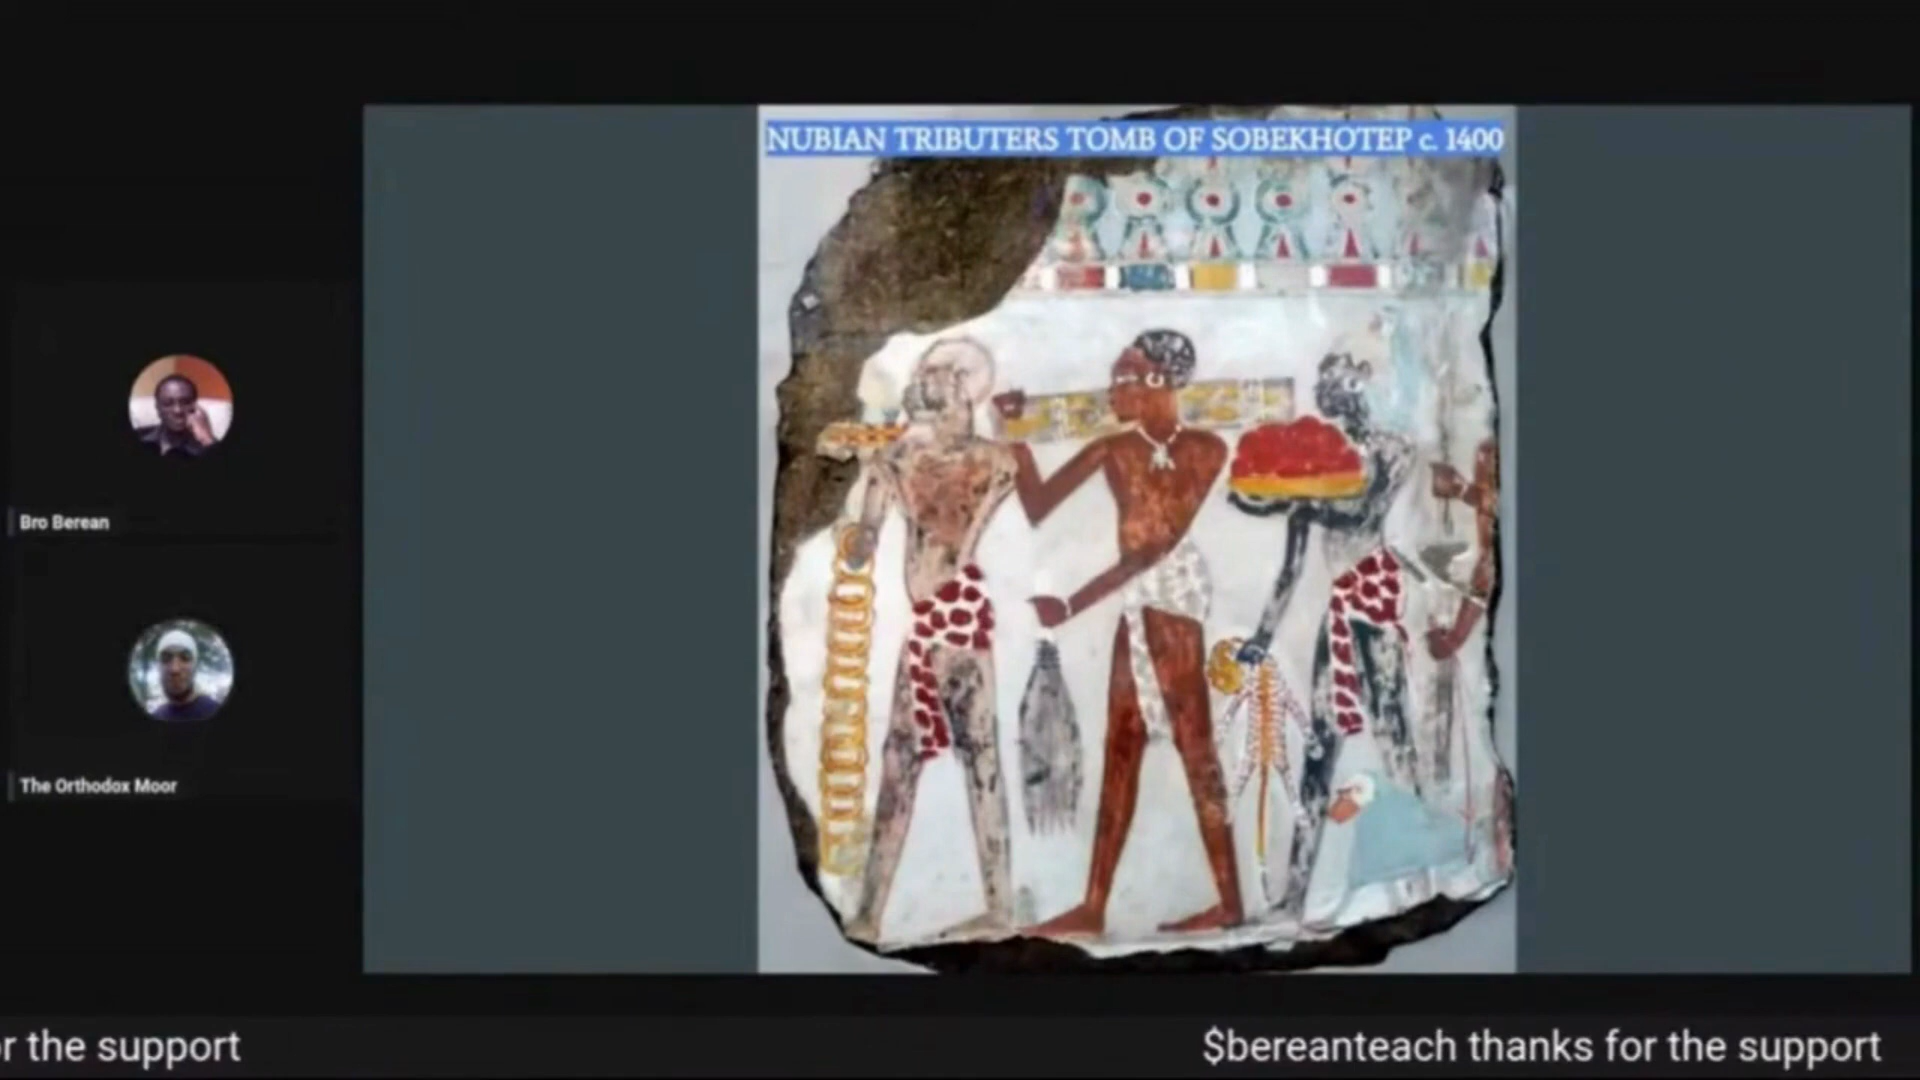 NUBIAN TRIBUTERS TOMB OF SOBEKHOTEP c. 1400
Bro Berean
The Orthodox Moor
r the support
$bereanteach thanks for the support